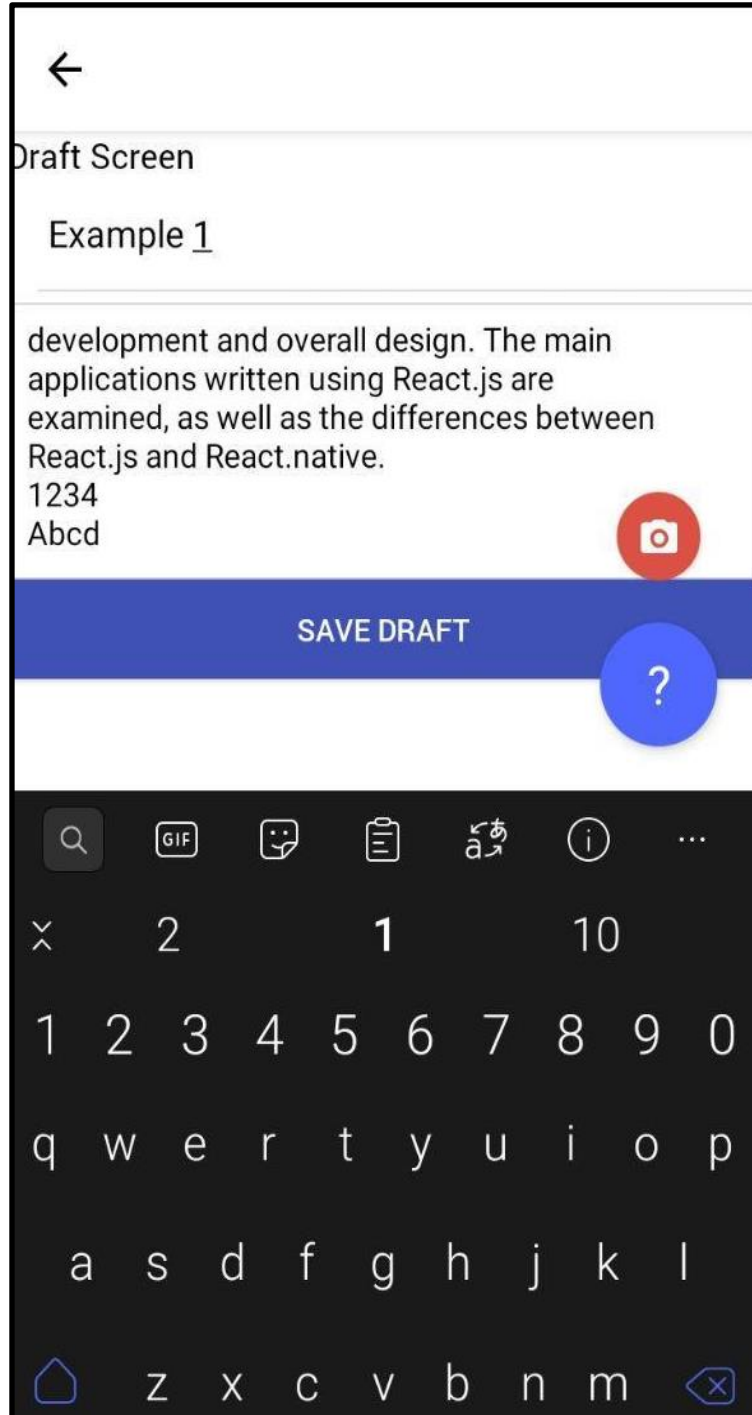 Draft Screen
Example 1
development and overall design. The main
applications written using React.js are
examined, as well as the differences between
React.js and React.native.
1234
Abcd
SAVE DRAFT
?
GIF
aあ
2 1 10
1 2 3 4 5 6 7 8 9 0
q w e r t y u i o p
a s d f g h j k l
z x c v b n m